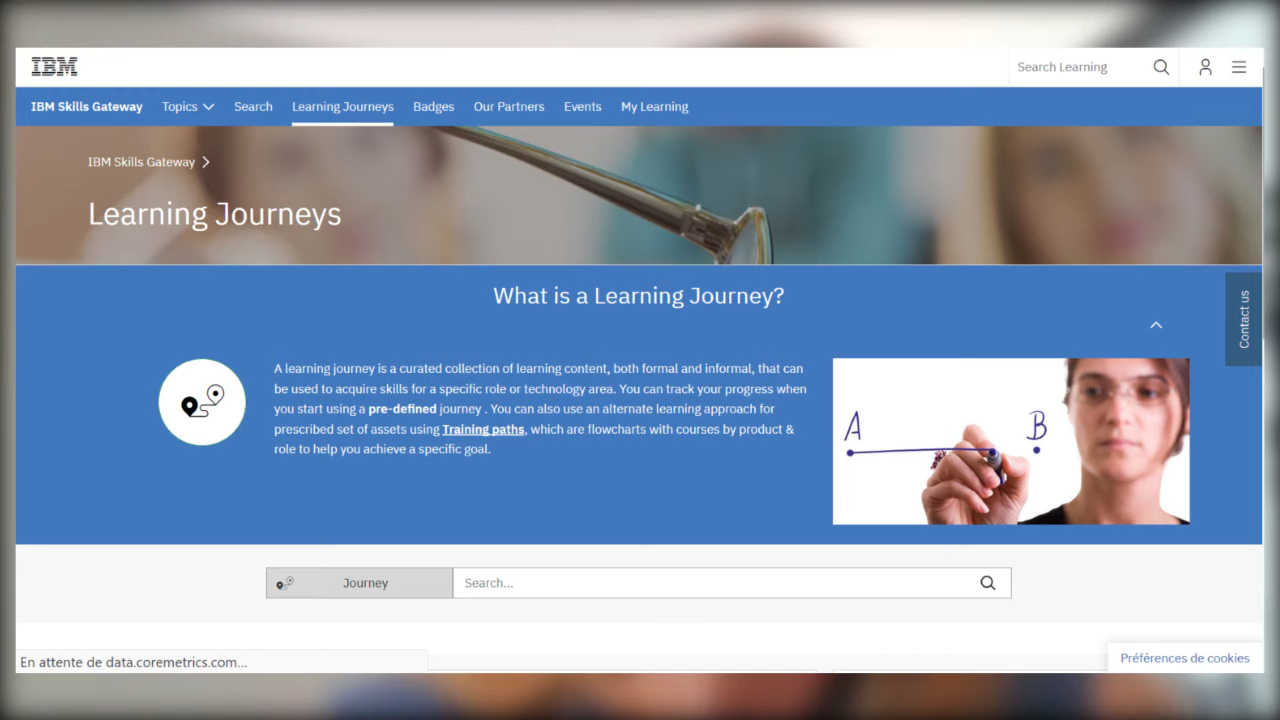 IBM
Search Learning
IBM Skills Gateway Topics Search Learning Journeys Badges Our Partners Events My Learning
IBM Skills Gateway
Learning Journeys
What is a Learning Journey?
Contact us
A learning journey is a curated collection of learning content, both formal and informal, that can
be used to acquire skills for a specific role or technology area. You can track your progress when
you start using a pre-defined journey . You can also use an alternate learning approach for
prescribed set of assets using Training paths, which are flowcharts with courses by product &
role to help you achieve a specific goal.
A B
Journey Search...
En attente de data.coremetrics.com...
Préférences de cookies